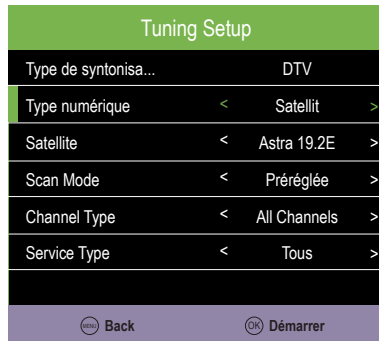 Tuning Setup
Type de syntonisa... DTV
Type numérique < Satellit >
Satellite < Astra 19.2E >
Scan Mode < Préréglée >
Channel Type < All Channels >
Service Type < Tous >
MENU Back OK Démarrer